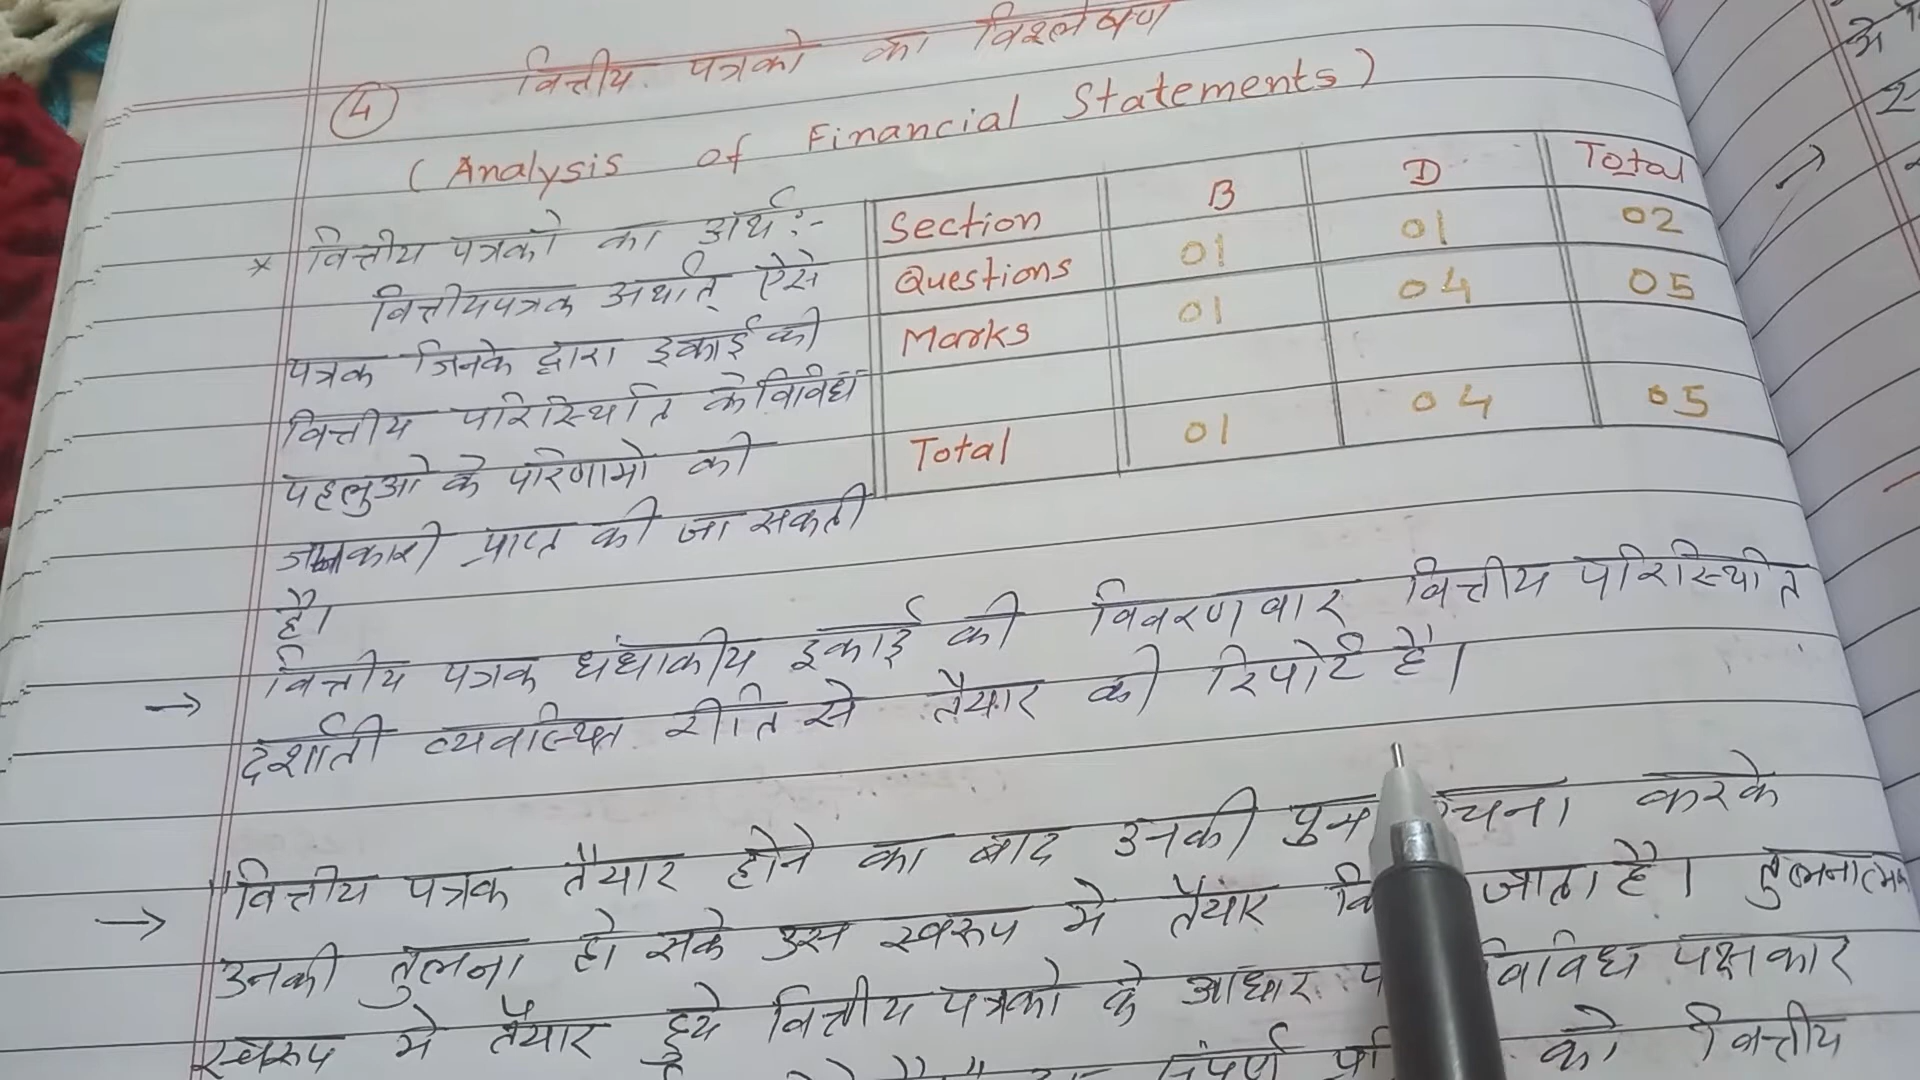 वित्तीय पत्रको का विश्लेषण
4
(Analysis of Financial Statements)
Section B D Total
Questions 01 01 02
Marks 01 04 05
Total 01 04 05
* वित्तीय पत्रको का अर्थ :-
वित्तीयपत्रक अर्थात् ऐसे
पत्रक जिनके द्वारा इकाई की
वित्तीय परिस्थिति के विविध
पहलुओ के परिणामो की
जानकारी प्राप्त की जा सकती
है।
→ वित्तीय पत्रक धंधाकीय इकाई की विवरणवार वित्तीय परिस्थिति
दर्शाती व्यवस्थित रीति से तैयार की रिपोर्ट है।
→ वित्तीय पत्रक तैयार होने का बाद उनकी करके
उनकी तुलना हो सके उस स्वरूप मे तैयार जाता है। तुलनात्मक
स्वरूप मे तैयार हुये वित्तीय पत्रको के आधार विविध पक्षकार
संपूर्ण को वित्तीय